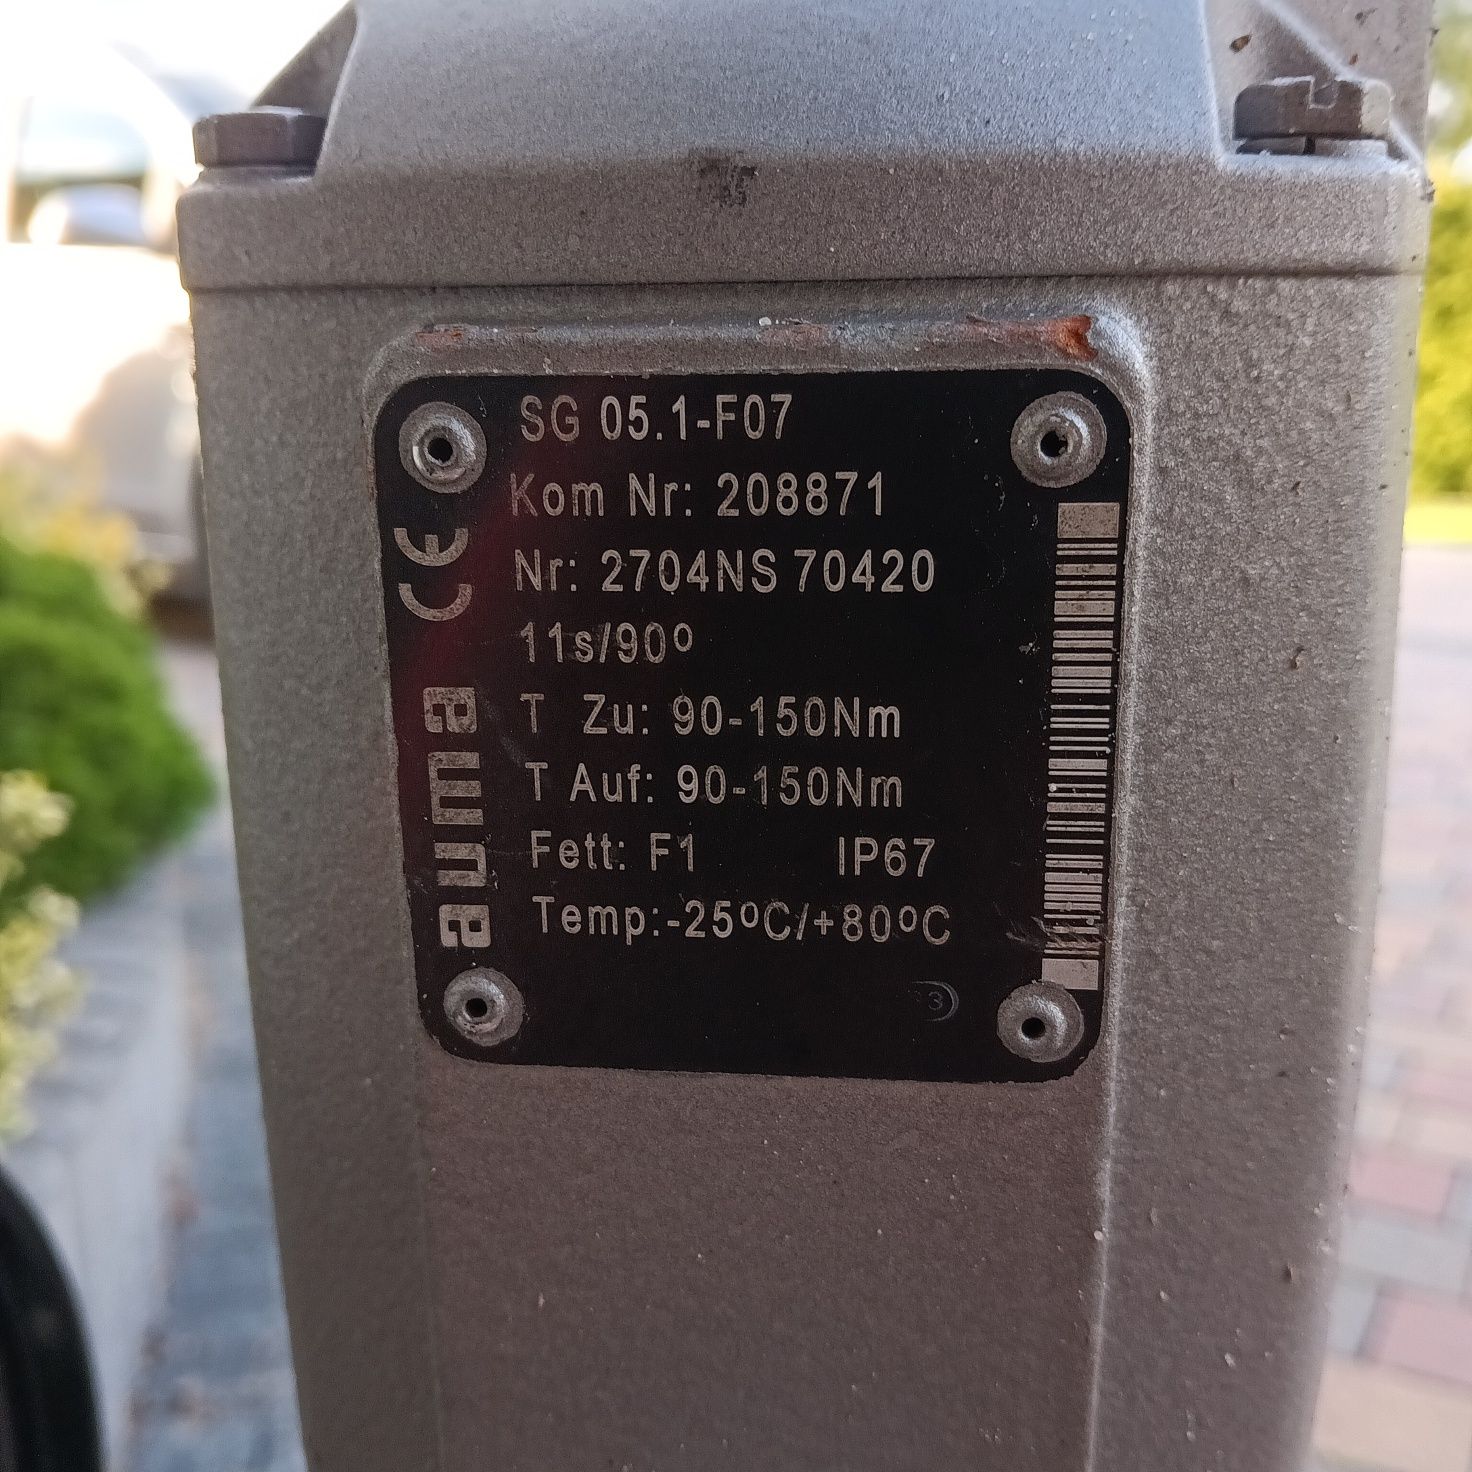 SG 05.1-F07
Kom Nr: 208871
Nr: 2704NS 70420
11s/90º
T Zu: 90-150Nm
T Auf: 90-150Nm
Fett: F1 IP67
Temp:-25ºC/+80ºC
CE
auma